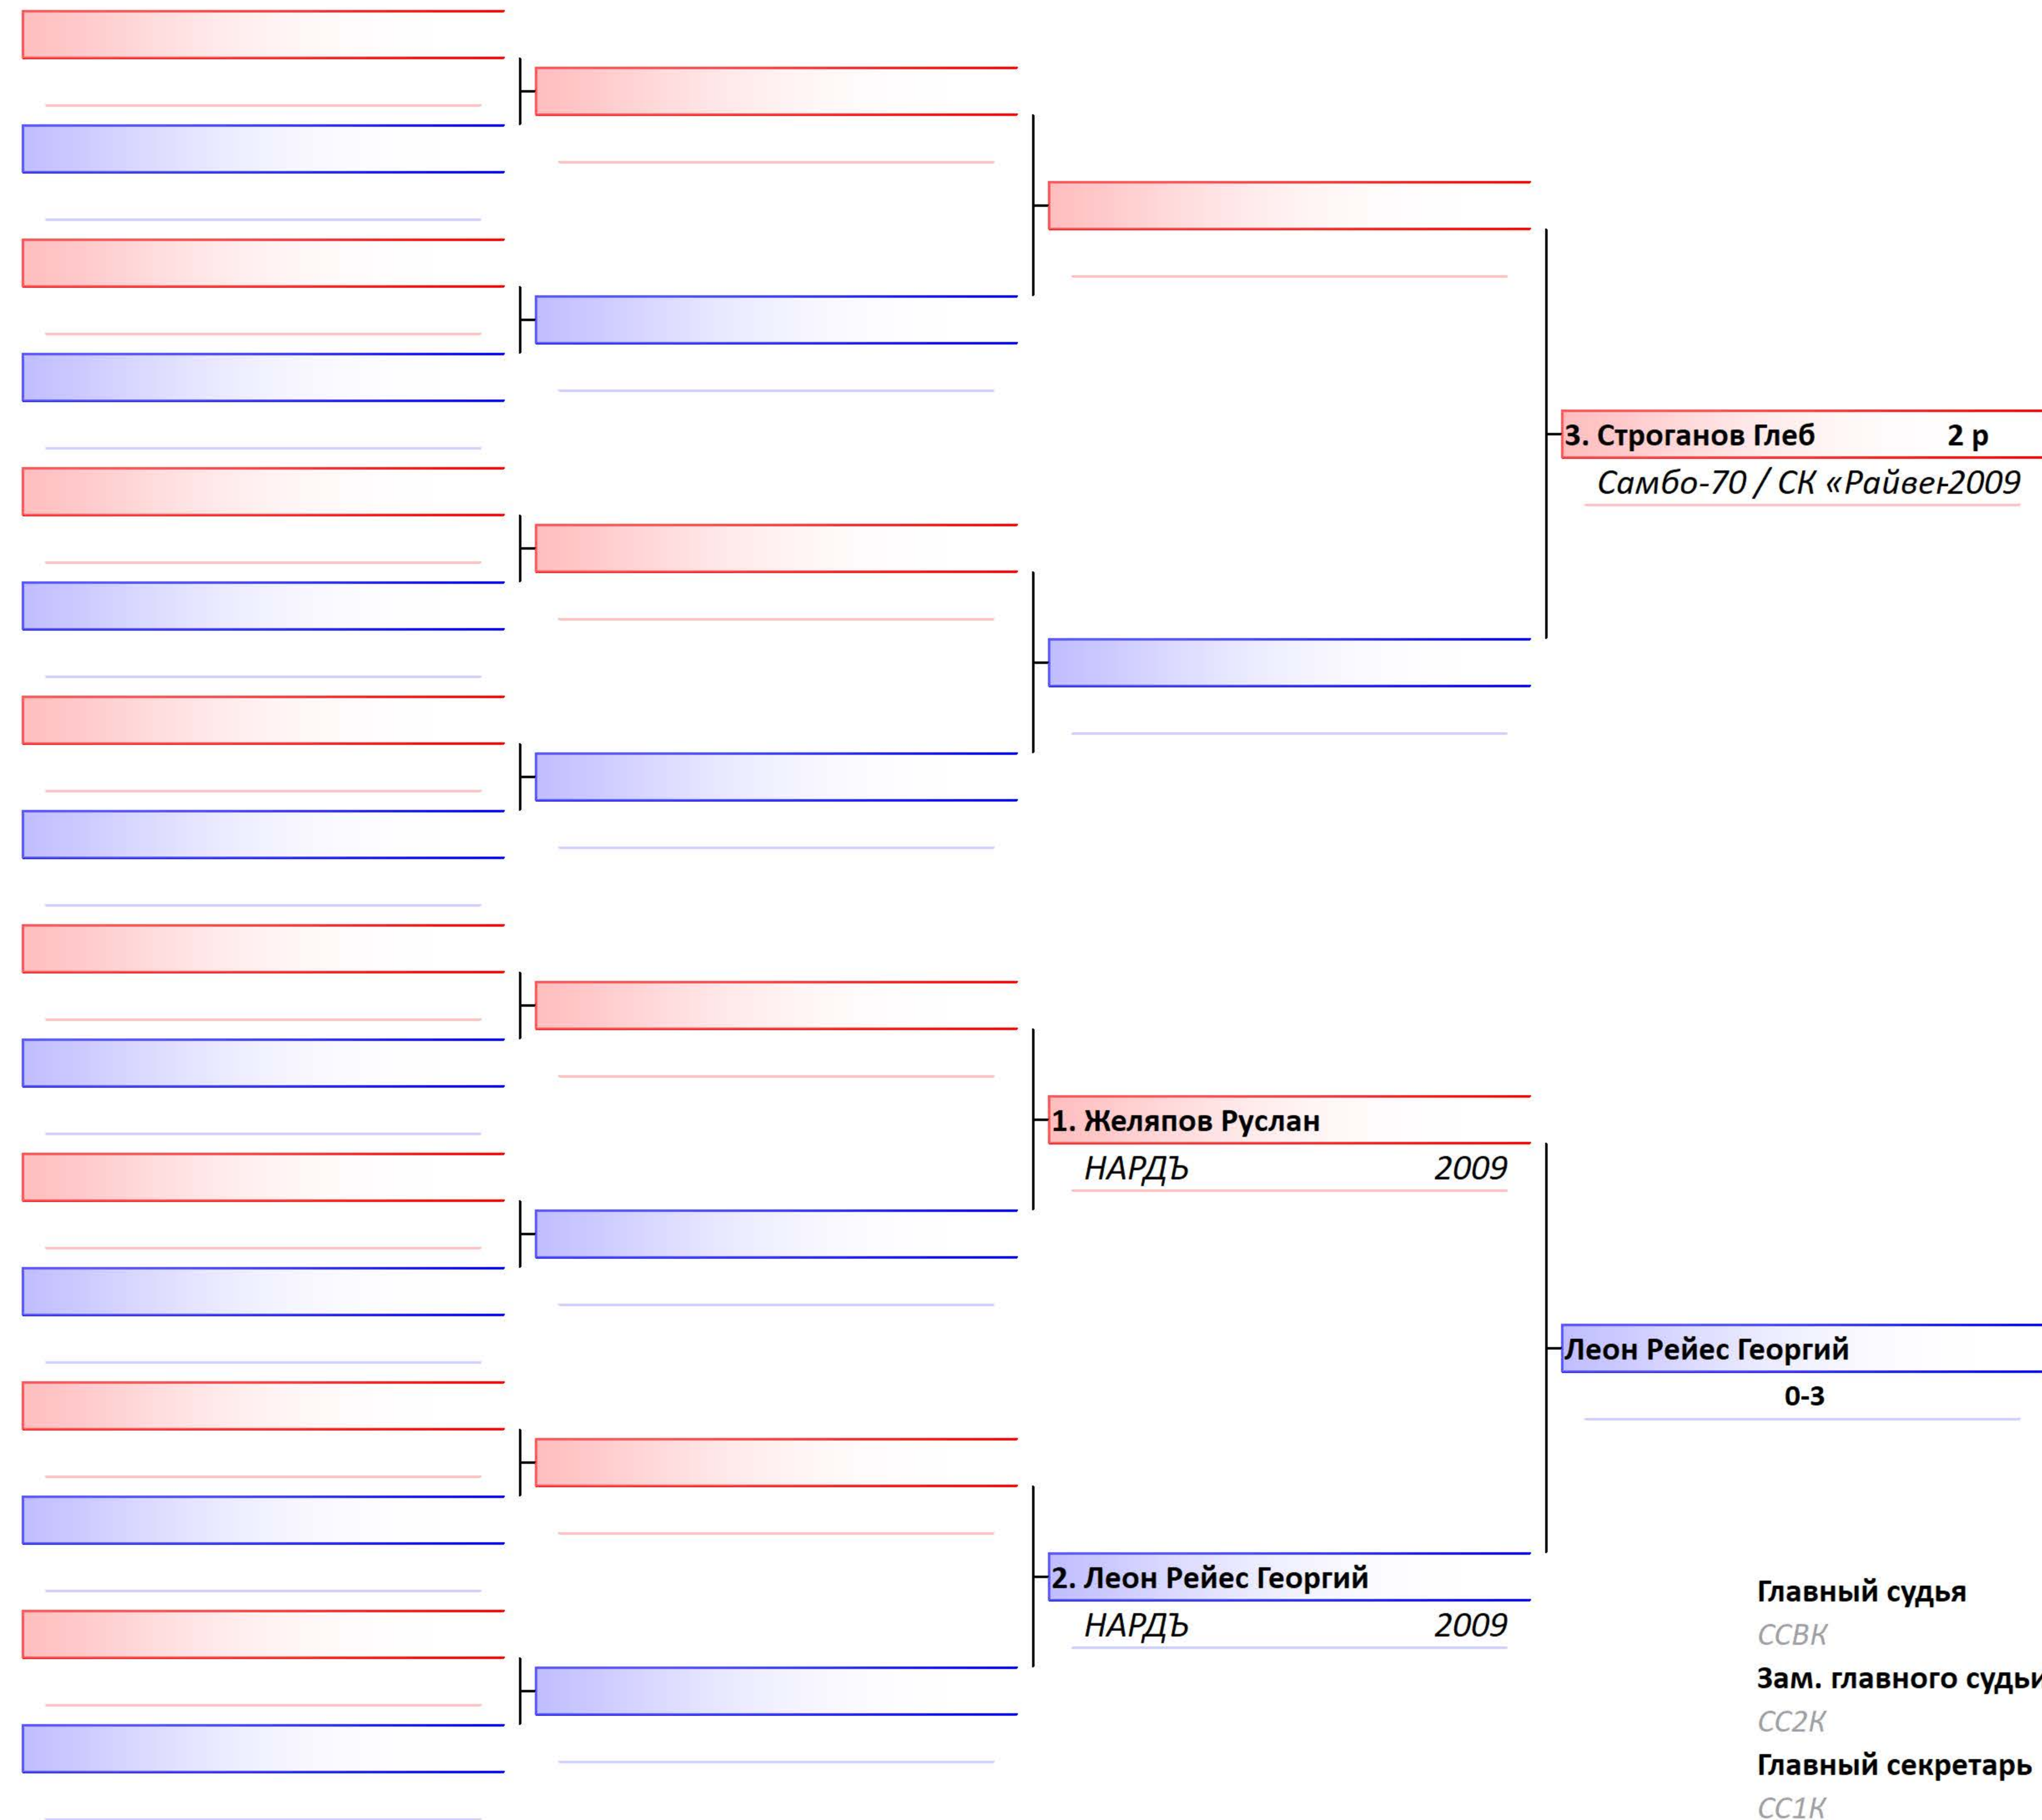 3. Строганов Глеб 2 р
Самбо-70 / СК «Райвен 2009
1. Желяпов Руслан
НАРДЪ 2009
Леон Рейес Георгий
0-3
2. Леон Рейес Георгий
НАРДЪ 2009
Главный судья
ССВК
Зам. главного судьи
СС2К
Главный секретарь
СС1К